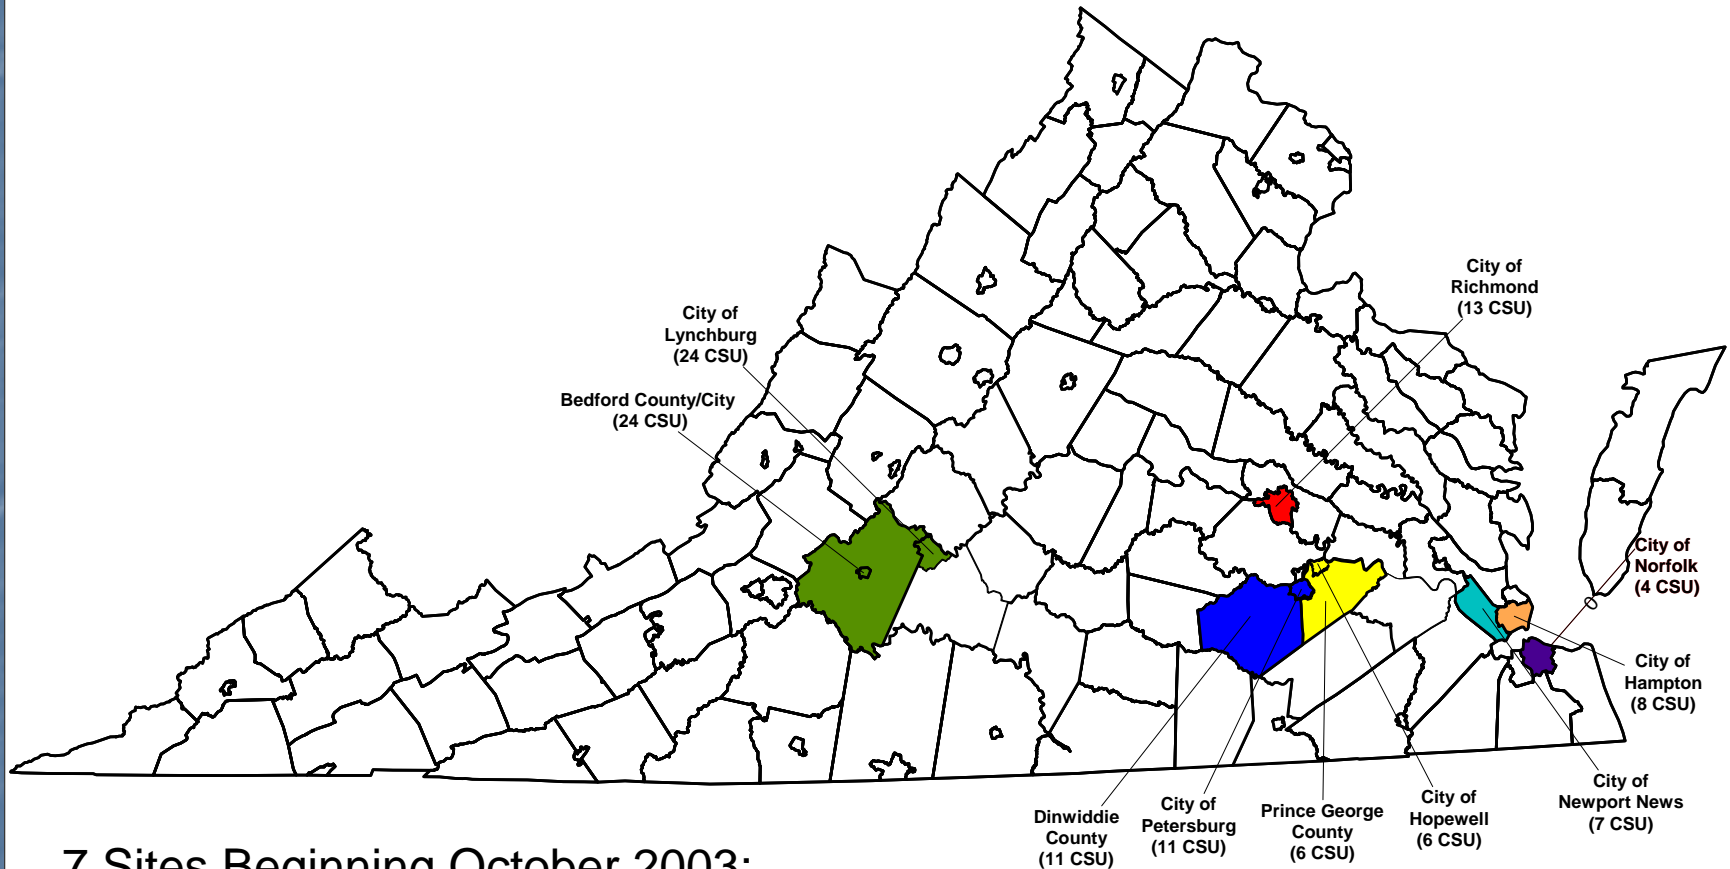 City of
Richmond
(13 CSU)
City of
Lynchburg
(24 CSU)
Bedford County/City
(24 CSU)
City of
Norfolk
(4 CSU)
City of
Hampton
(8 CSU)
City of
Newport News
(7 CSU)
City of
Hopewell
(6 CSU)
Prince George
County
(6 CSU)
City of
Petersburg
(11 CSU)
Dinwiddie
County
(11 CSU)
7 Sites Beginning October 2003: